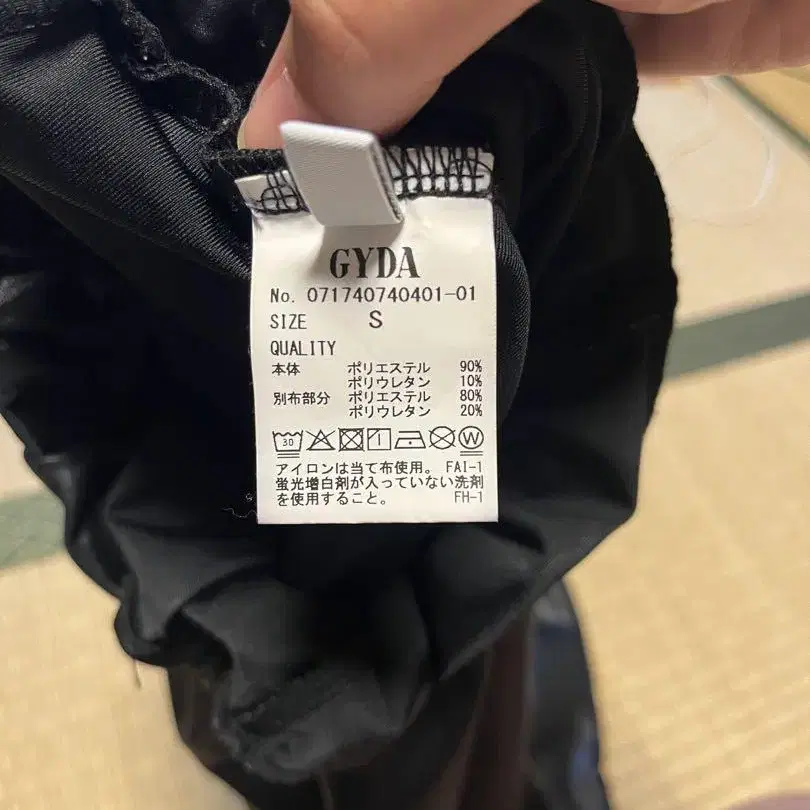 GYDA
No. 071740740401-01
SIZE S
QUALITY
本体 ポリエステル 90%
ポリウレタン 10%
別布部分 ポリエステル 80%
ポリウレタン 20%
30 W
アイロンは当て布使用。 FAI-1
蛍光増白剤が入っていない洗剤
を使用すること。 FH-1